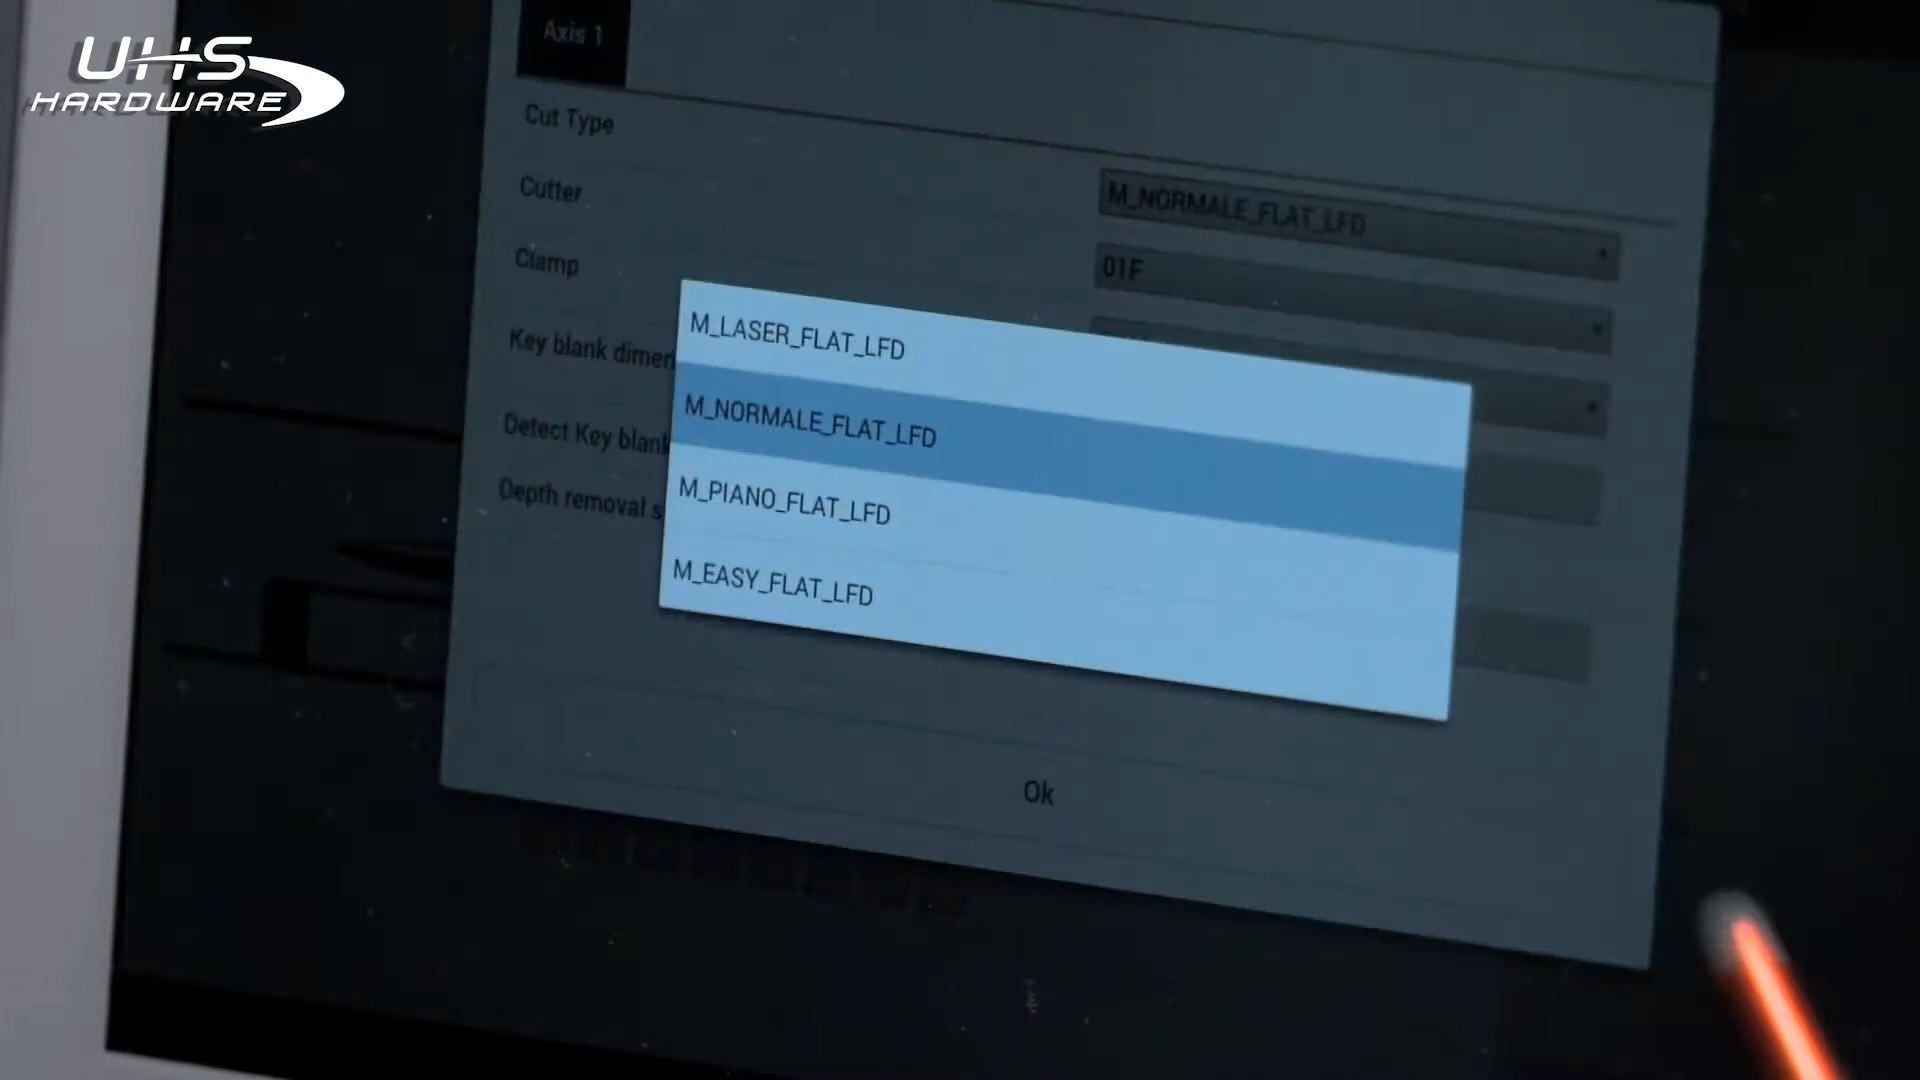 UHS
HARDWARE
Axis 1
Cut Type
Cutter
M_NORMALE_FLAT_LFD
Clamp
01F
Key blank dimen
Detect Key blank
Depth removal s
M_LASER_FLAT_LFD
M_NORMALE_FLAT_LFD
M_PIANO_FLAT_LFD
M_EASY_FLAT_LFD
Ok